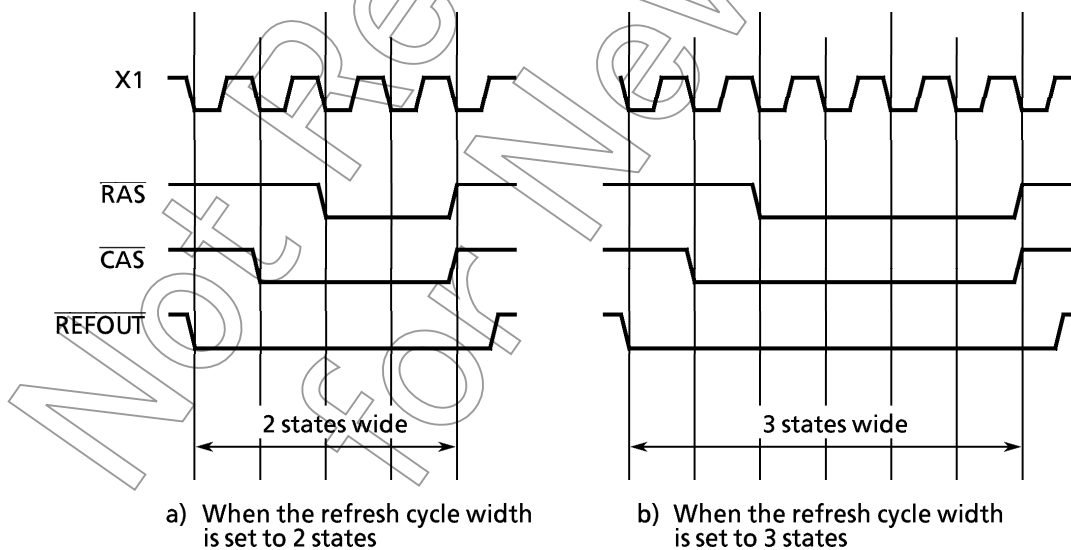 X1
RAS
CAS
REFOUT
2 states wide
3 states wide
a) When the refresh cycle width
is set to 2 states
b) When the refresh cycle width
is set to 3 states
Not Re
for New